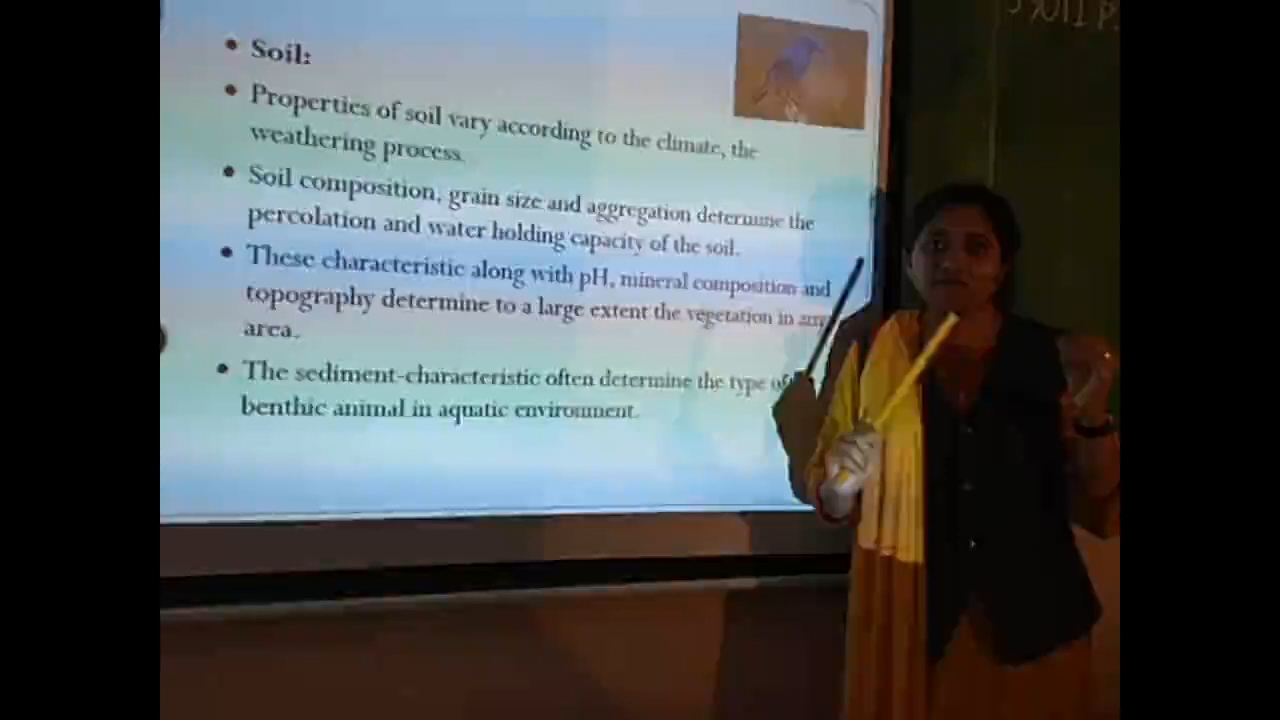 • Soil:
• Properties of soil vary according to the climate, the
weathering process.
• Soil composition, grain size and aggregation determine the
percolation and water holding capacity of the soil.
• These characteristic along with pH, mineral composition and
topography determine to a large extent the vegetation in any
area.
• The sediment-characteristic often determine the type of
benthic animal in aquatic environment.